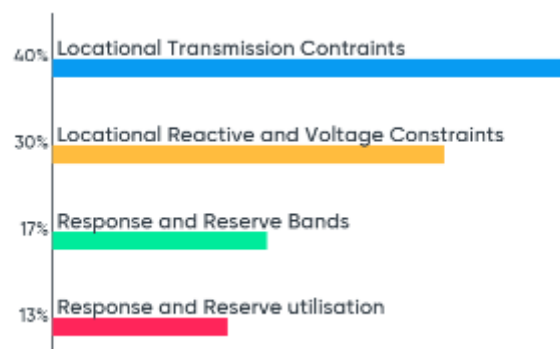 Locational Transmission Contraints
40%
Locational Reactive and Voltage Constraints
30%
Response and Reserve Bands
17%
Response and Reserve utilisation
13%